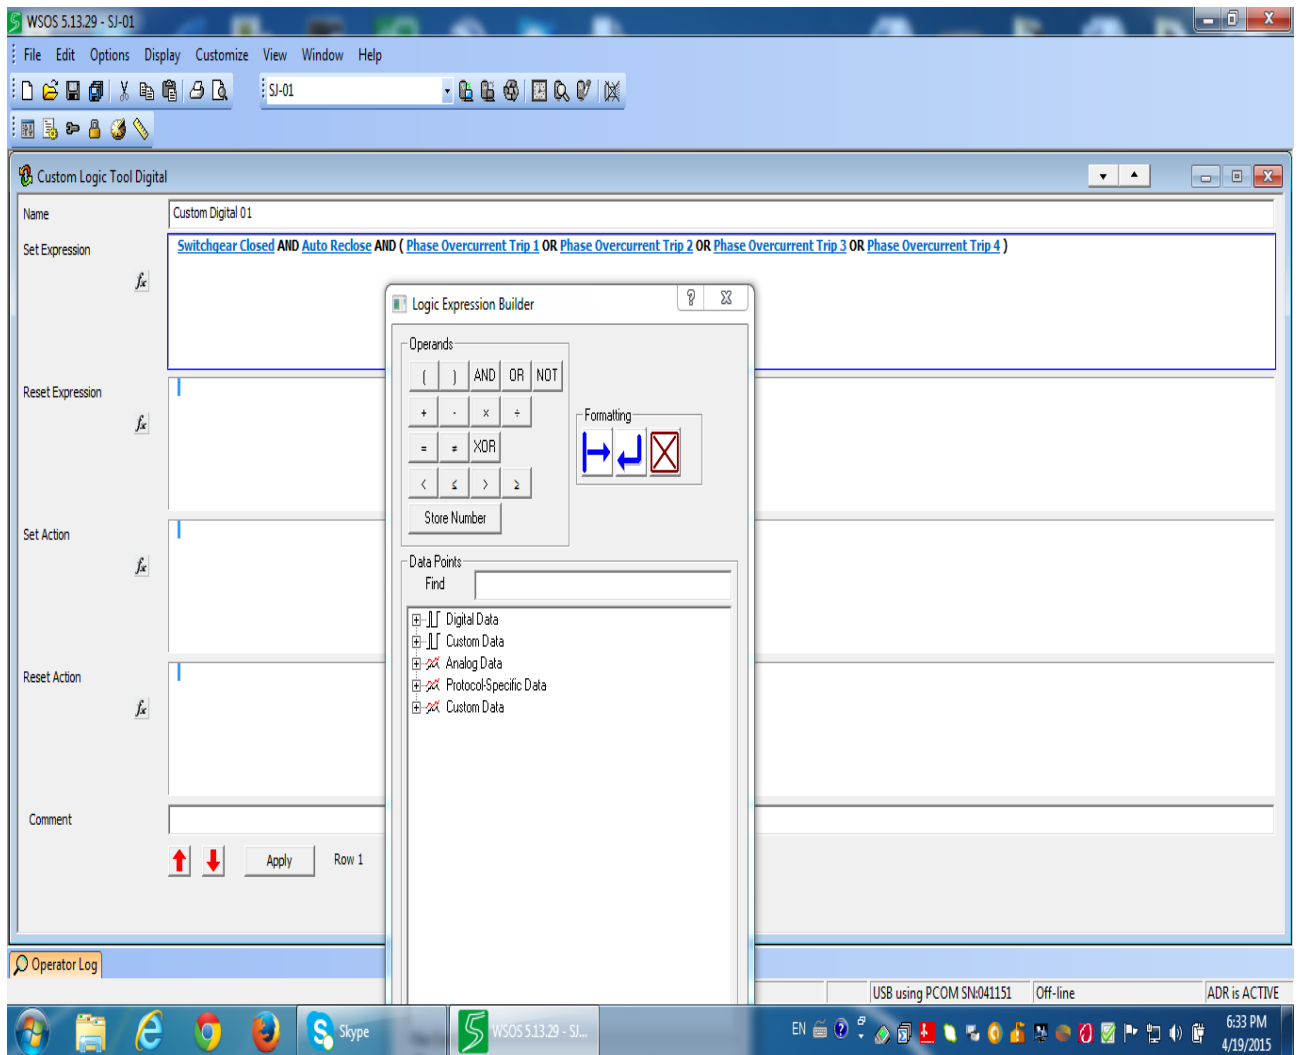 WSOS 5.13.29 - SJ-01
File Edit Options Display Customize View Window Help
SJ-01
Custom Logic Tool Digital
Name
Custom Digital 01
Set Expression
Switchgear Closed AND Auto Reclose AND ( Phase Overcurrent Trip 1 OR Phase Overcurrent Trip 2 OR Phase Overcurrent Trip 3 OR Phase Overcurrent Trip 4 )
fx
Logic Expression Builder
Operands
( ) AND OR NOT
+ - × ÷
= ≠ XOR
< ≤ > ≥
Store Number
Formatting
Reset Expression
fx
Set Action
fx
Data Points
Find
Digital Data
Custom Data
Analog Data
Protocol-Specific Data
Custom Data
Reset Action
fx
Comment
Apply
Row 1
Operator Log
USB using PCOM SN:041151
Off-line
ADR is ACTIVE
Skype
WSOS 5.13.29 - SJ...
EN
6:33 PM
4/19/2015